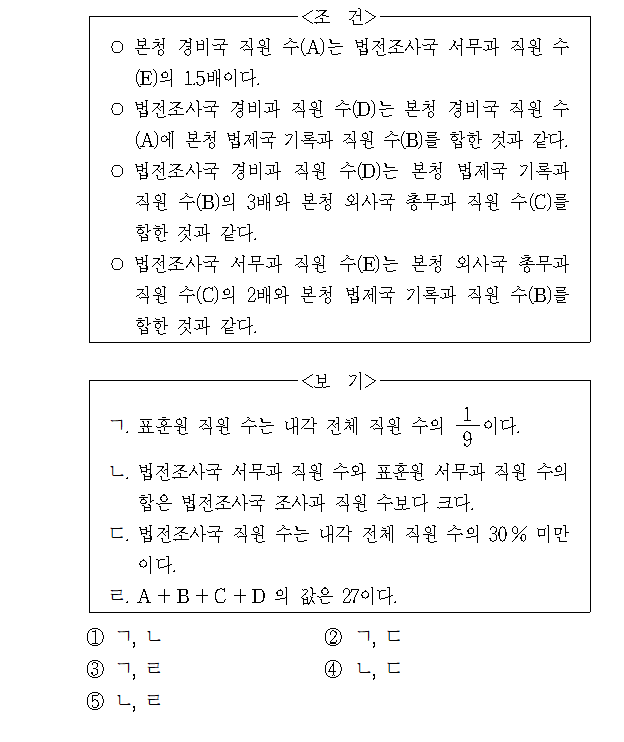 <조 건>
○ 본청 경비국 직원 수(A)는 법전조사국 서무과 직원 수
(E)의 1.5배이다.
○ 법전조사국 경비과 직원 수(D)는 본청 경비국 직원 수
(A)에 본청 법제국 기록과 직원 수(B)를 합한 것과 같다.
○ 법전조사국 경비과 직원 수(D)는 본청 법제국 기록과
직원 수(B)의 3배와 본청 외사국 총무과 직원 수(C)를
합한 것과 같다.
○ 법전조사국 서무과 직원 수(E)는 본청 외사국 총무과
직원 수(C)의 2배와 본청 법제국 기록과 직원 수(B)를
합한 것과 같다.
<보 기>
ㄱ. 표훈원 직원 수는 내각 전체 직원 수의 1/9이다.
ㄴ. 법전조사국 서무과 직원 수와 표훈원 서무과 직원 수의
합은 법전조사국 조사과 직원 수보다 크다.
ㄷ. 법전조사국 직원 수는 내각 전체 직원 수의 30% 미만
이다.
ㄹ. A + B + C + D 의 값은 27이다.
① ㄱ, ㄴ ② ㄱ, ㄷ
③ ㄱ, ㄹ ④ ㄴ, ㄷ
⑤ ㄴ, ㄹ